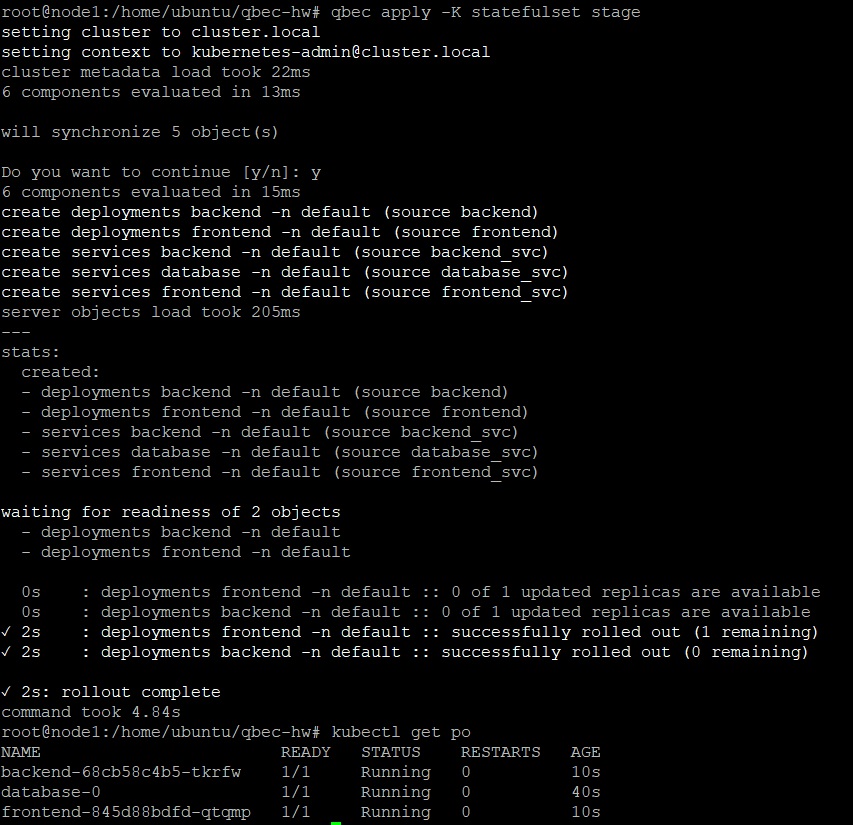 root@node1:/home/ubuntu/qbec-hw# qbec apply -K statefulset stage
setting cluster to cluster.local
setting context to kubernetes-admin@cluster.local
cluster metadata load took 22ms
6 components evaluated in 13ms
will synchronize 5 object(s)
Do you want to continue [y/n]: y
6 components evaluated in 15ms
create deployments backend -n default (source backend)
create deployments frontend -n default (source frontend)
create services backend -n default (source backend_svc)
create services database -n default (source database_svc)
create services frontend -n default (source frontend_svc)
server objects load took 205ms
---
stats:
  created:
  - deployments backend -n default (source backend)
  - deployments frontend -n default (source frontend)
  - services backend -n default (source backend_svc)
  - services database -n default (source database_svc)
  - services frontend -n default (source frontend_svc)
waiting for readiness of 2 objects
  - deployments backend -n default
  - deployments frontend -n default
  0s    : deployments frontend -n default :: 0 of 1 updated replicas are available
  0s    : deployments backend -n default :: 0 of 1 updated replicas are available
✓ 2s    : deployments frontend -n default :: successfully rolled out (1 remaining)
✓ 2s    : deployments backend -n default :: successfully rolled out (0 remaining)
✓ 2s: rollout complete
command took 4.84s
root@node1:/home/ubuntu/qbec-hw# kubectl get po
NAME                        READY   STATUS    RESTARTS   AGE
backend-68cb58c4b5-tkrfw    1/1     Running   0          10s
database-0                  1/1     Running   0          40s
frontend-845d88bdfd-qtqmp   1/1     Running   0          10s